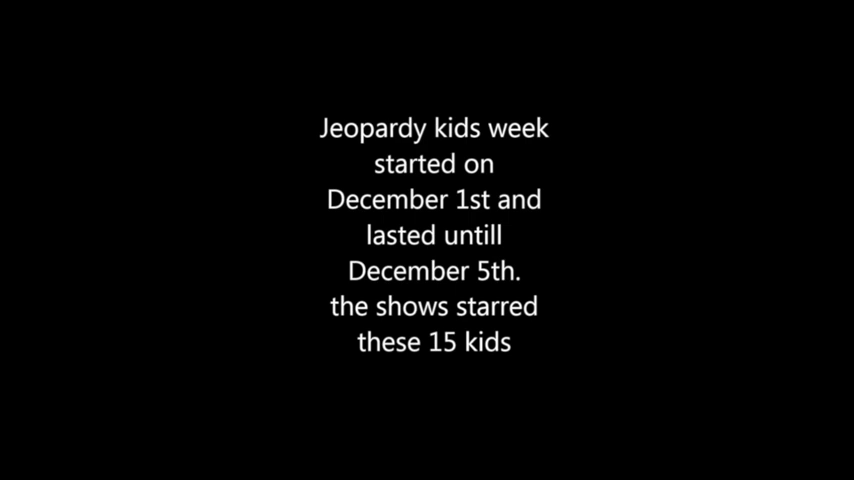 Jeopardy kids week
started on
December 1st and
lasted untill
December 5th.
the shows starred
these 15 kids